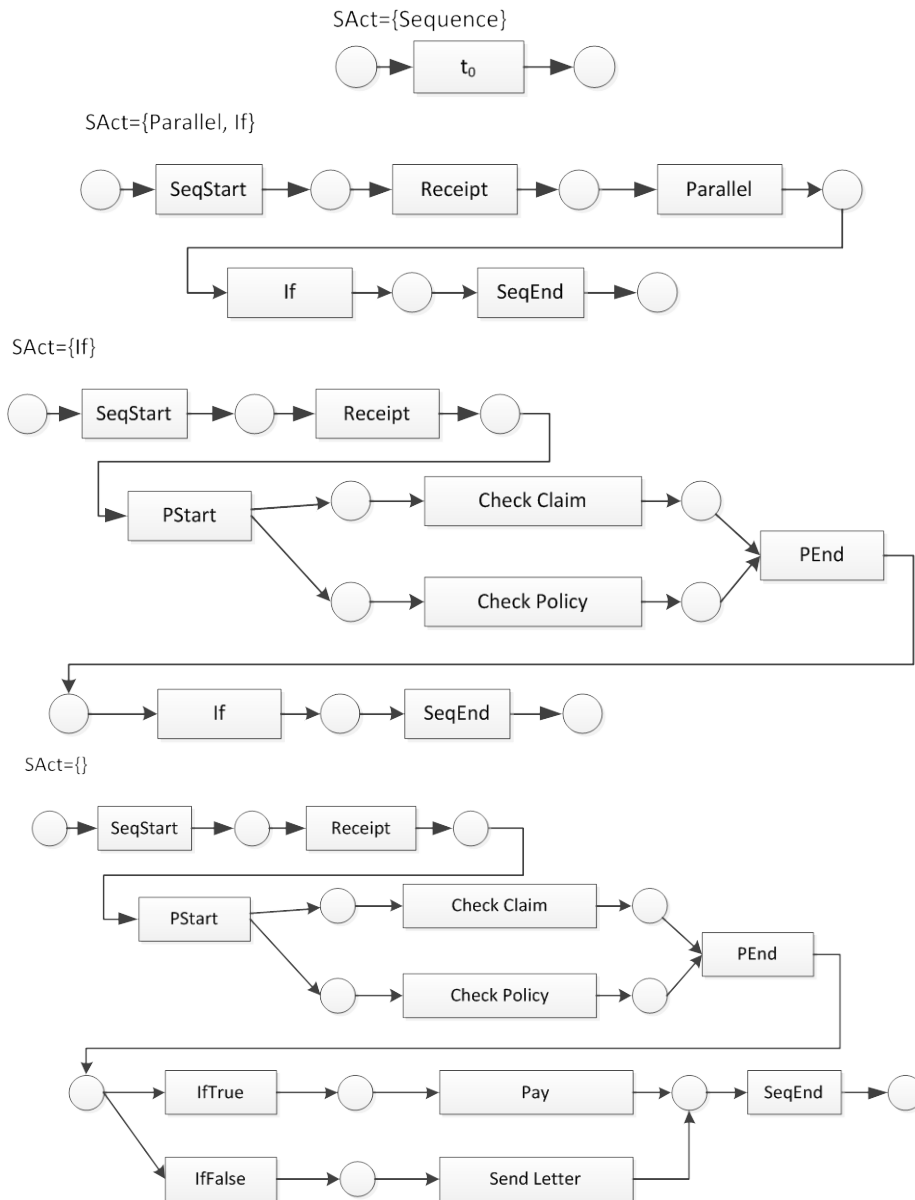 SAct={Sequence}
t₀
SAct={Parallel, If}
SeqStart Receipt Parallel
If SeqEnd
SAct={If}
SeqStart Receipt
Check Claim
PStart
PEnd
Check Policy
If SeqEnd
SAct={}
SeqStart Receipt
Check Claim
PStart
PEnd
Check Policy
IfTrue Pay SeqEnd
IfFalse Send Letter